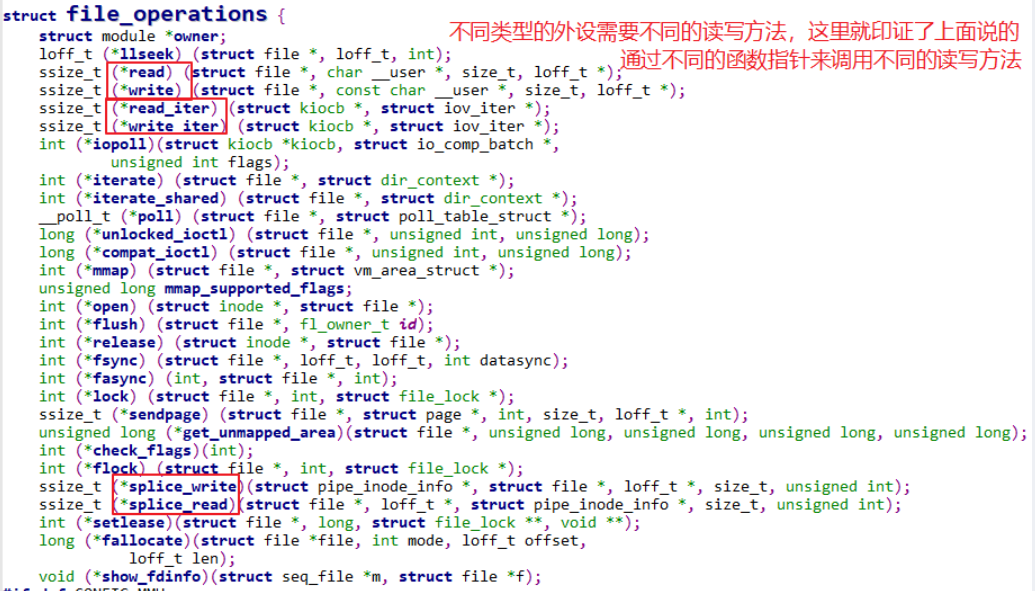 struct file_operations {
不同类型的外设需要不同的读写方法，这里就印证了上面说的
通过不同的函数指针来调用不同的读写方法
struct module *owner;
loff_t (*llseek) (struct file *, loff_t, int);
ssize_t (*read) (struct file *, char __user *, size_t, loff_t *);
ssize_t (*write) (struct file *, const char __user *, size_t, loff_t *);
ssize_t (*read_iter) (struct kiocb *, struct iov_iter *);
ssize_t (*write_iter) (struct kiocb *, struct iov_iter *);
int (*iopoll)(struct kiocb *kiocb, struct io_comp_batch *,
unsigned int flags);
int (*iterate) (struct file *, struct dir_context *);
int (*iterate_shared) (struct file *, struct dir_context *);
__poll_t (*poll) (struct file *, struct poll_table_struct *);
long (*unlocked_ioctl) (struct file *, unsigned int, unsigned long);
long (*compat_ioctl) (struct file *, unsigned int, unsigned long);
int (*mmap) (struct file *, struct vm_area_struct *);
unsigned long mmap_supported_flags;
int (*open) (struct inode *, struct file *);
int (*flush) (struct file *, fl_owner_t id);
int (*release) (struct inode *, struct file *);
int (*fsync) (struct file *, loff_t, loff_t, int datasync);
int (*fasync) (int, struct file *, int);
int (*lock) (struct file *, int, struct file_lock *);
ssize_t (*sendpage) (struct file *, struct page *, int, size_t, loff_t *, int);
unsigned long (*get_unmapped_area)(struct file *, unsigned long, unsigned long, unsigned long, unsigned long);
int (*check_flags)(int);
int (*flock) (struct file *, int, struct file_lock *);
ssize_t (*splice_write)(struct pipe_inode_info *, struct file *, loff_t *, size_t, unsigned int);
ssize_t (*splice_read)(struct file *, loff_t *, struct pipe_inode_info *, size_t, unsigned int);
int (*setlease)(struct file *, long, struct file_lock **, void **);
long (*fallocate)(struct file *file, int mode, loff_t offset,
loff_t len);
void (*show_fdinfo)(struct seq_file *m, struct file *f);